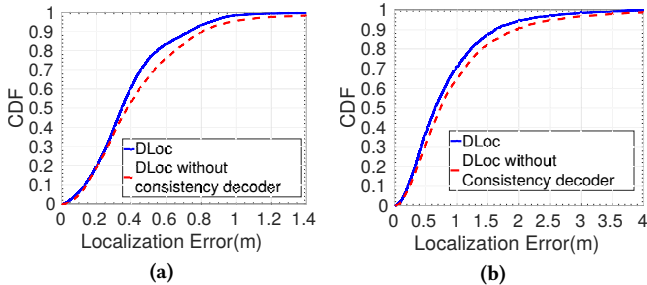 1
0.9
0.8
0.7
0.6
0.5
0.4
0.3
0.2
0.1
0
CDF
DLoc
DLoc without
consistency decoder
0 0.2 0.4 0.6 0.8 1 1.2 1.4
Localization Error(m)
(a)
1
0.9
0.8
0.7
0.6
0.5
0.4
0.3
0.2
0.1
0
CDF
DLoc
DLoc without
Consistency decoder
0 0.5 1 1.5 2 2.5 3 3.5 4
Localization Error(m)
(b)